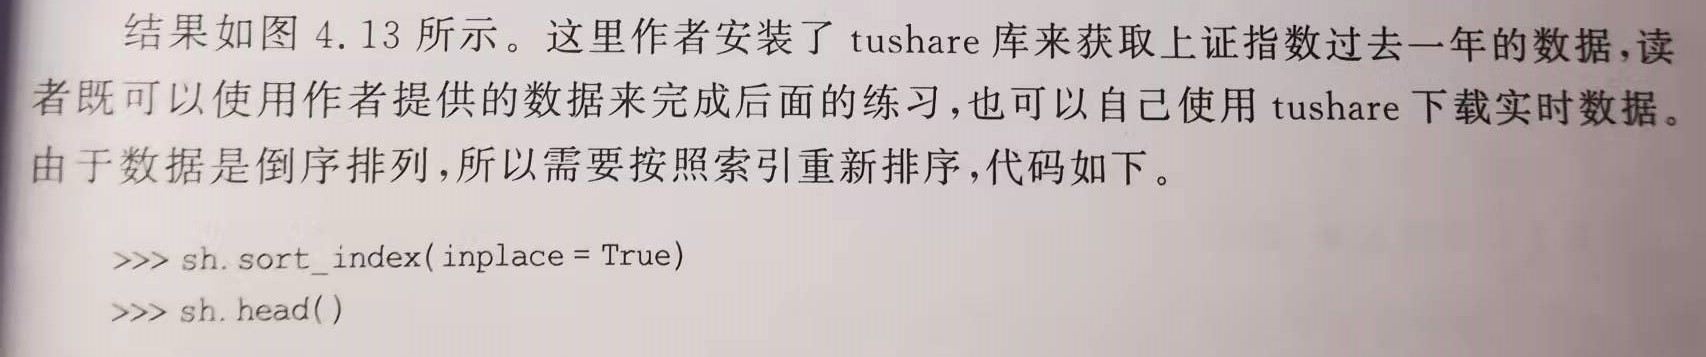 结果如图 4.13 所示。这里作者安装了 tushare 库来获取上证指数过去一年的数据,读
者既可以使用作者提供的数据来完成后面的练习,也可以自己使用 tushare 下载实时数据。
由于数据是倒序排列,所以需要按照索引重新排序,代码如下。
>>> sh.sort_index(inplace = True)
>>> sh.head()